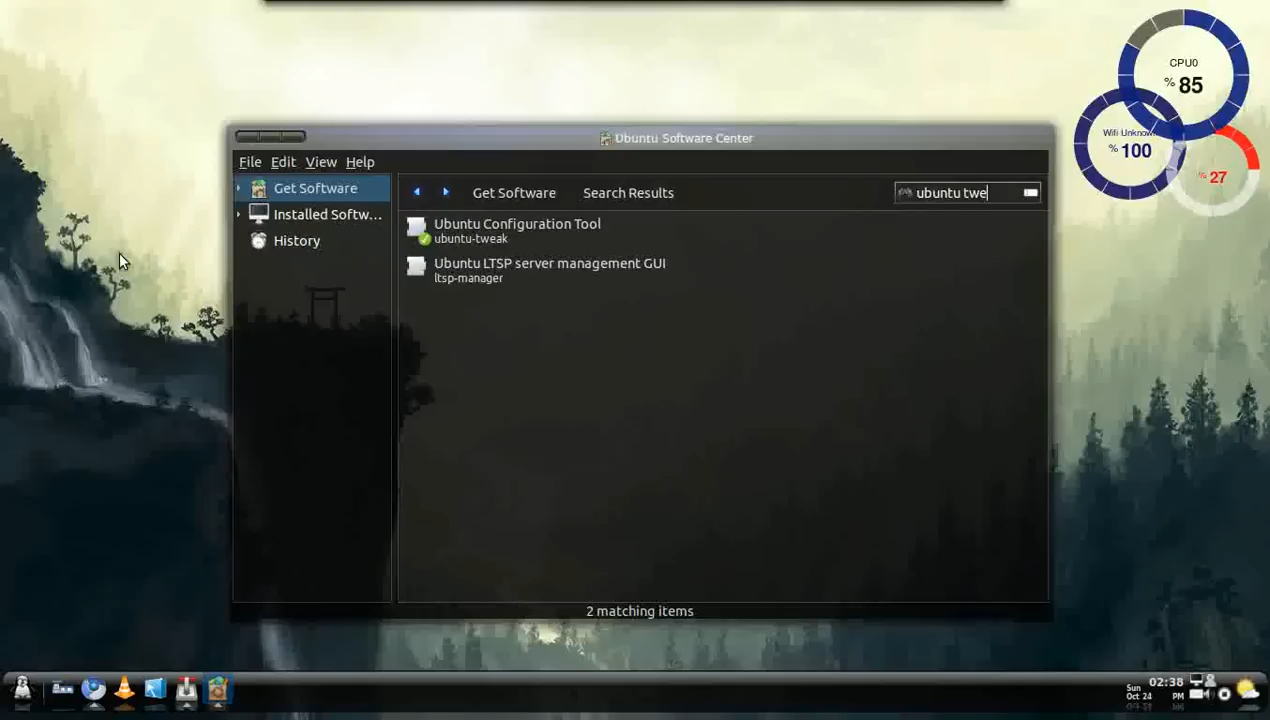 CPU0
% 85
Wifi Unknown
% 100
% 27
Ubuntu Software Center
File Edit View Help
Get Software
Installed Softw...
History
Get Software Search Results
ubuntu twe
Ubuntu Configuration Tool
ubuntu-tweak
Ubuntu LTSP server management GUI
ltsp-manager
2 matching items
02:38
Sun
Oct 24 PM